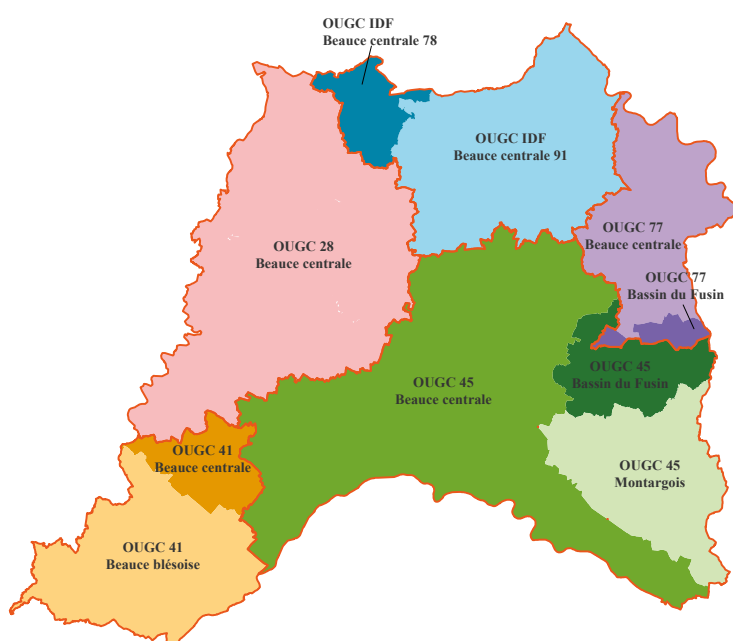 OUGC IDF
Beauce centrale 78
OUGC IDF
Beauce centrale 91
OUGC 77
Beauce centrale
OUGC 28
Beauce centrale
OUGC 77
Bassin du Fusin
OUGC 45
Bassin du Fusin
OUGC 45
Beauce centrale
OUGC 41
Beauce centrale
OUGC 45
Montargois
OUGC 41
Beauce blésoise